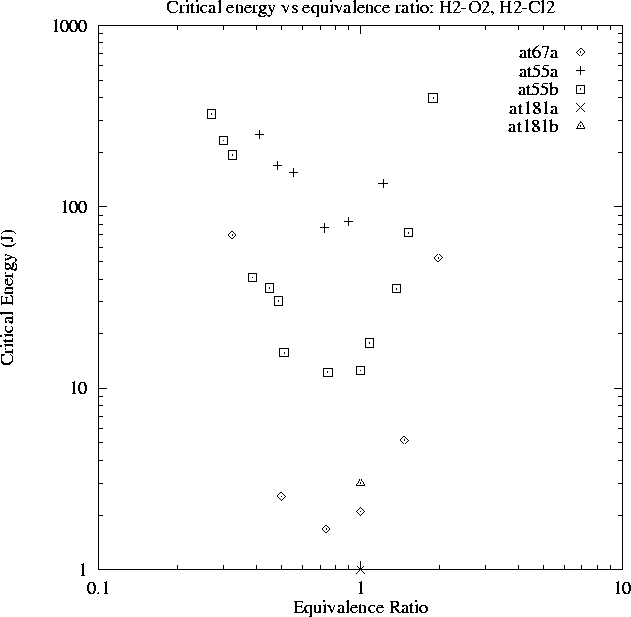 Critical energy vs equivalence ratio: H2-O2, H2-Cl2
1000
at67a
at55a
at55b
at181a
at181b
100
Critical Energy (J)
10
1
0.1
1
10
Equivalence Ratio